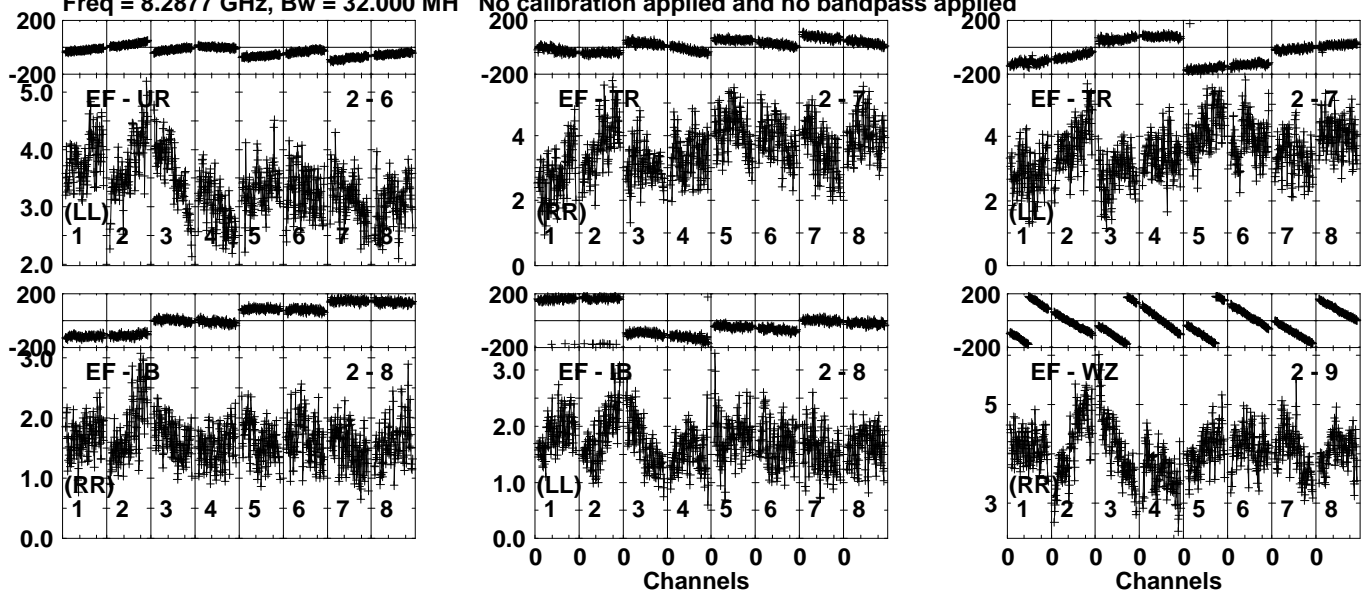 Freq = 8.2877 GHz, Bw = 32.000 MH No calibration applied and no bandpass applied
200
-200
5.0
4.0
3.0
2.0
EF - UR 2 - 6
(LL)
1 2 3 4 5 6 7 8
200
-200
4
2
0
EF - TR 2 - 7
(RR)
1 2 3 4 5 6 7 8
200
-200
4
2
0
EF - TR 2 - 7
(LL)
1 2 3 4 5 6 7 8
200
-200
3.0
2.0
1.0
0.0
EF - IB 2 - 8
(RR)
1 2 3 4 5 6 7 8
200
-200
3.0
2.0
1.0
0.0
EF - IB 2 - 8
(LL)
1 2 3 4 5 6 7 8
0 0 0 0 0 0 0 0
Channels
200
-200
5
3
EF - WZ 2 - 9
(RR)
1 2 3 4 5 6 7 8
0 0 0 0 0 0 0 0
Channels